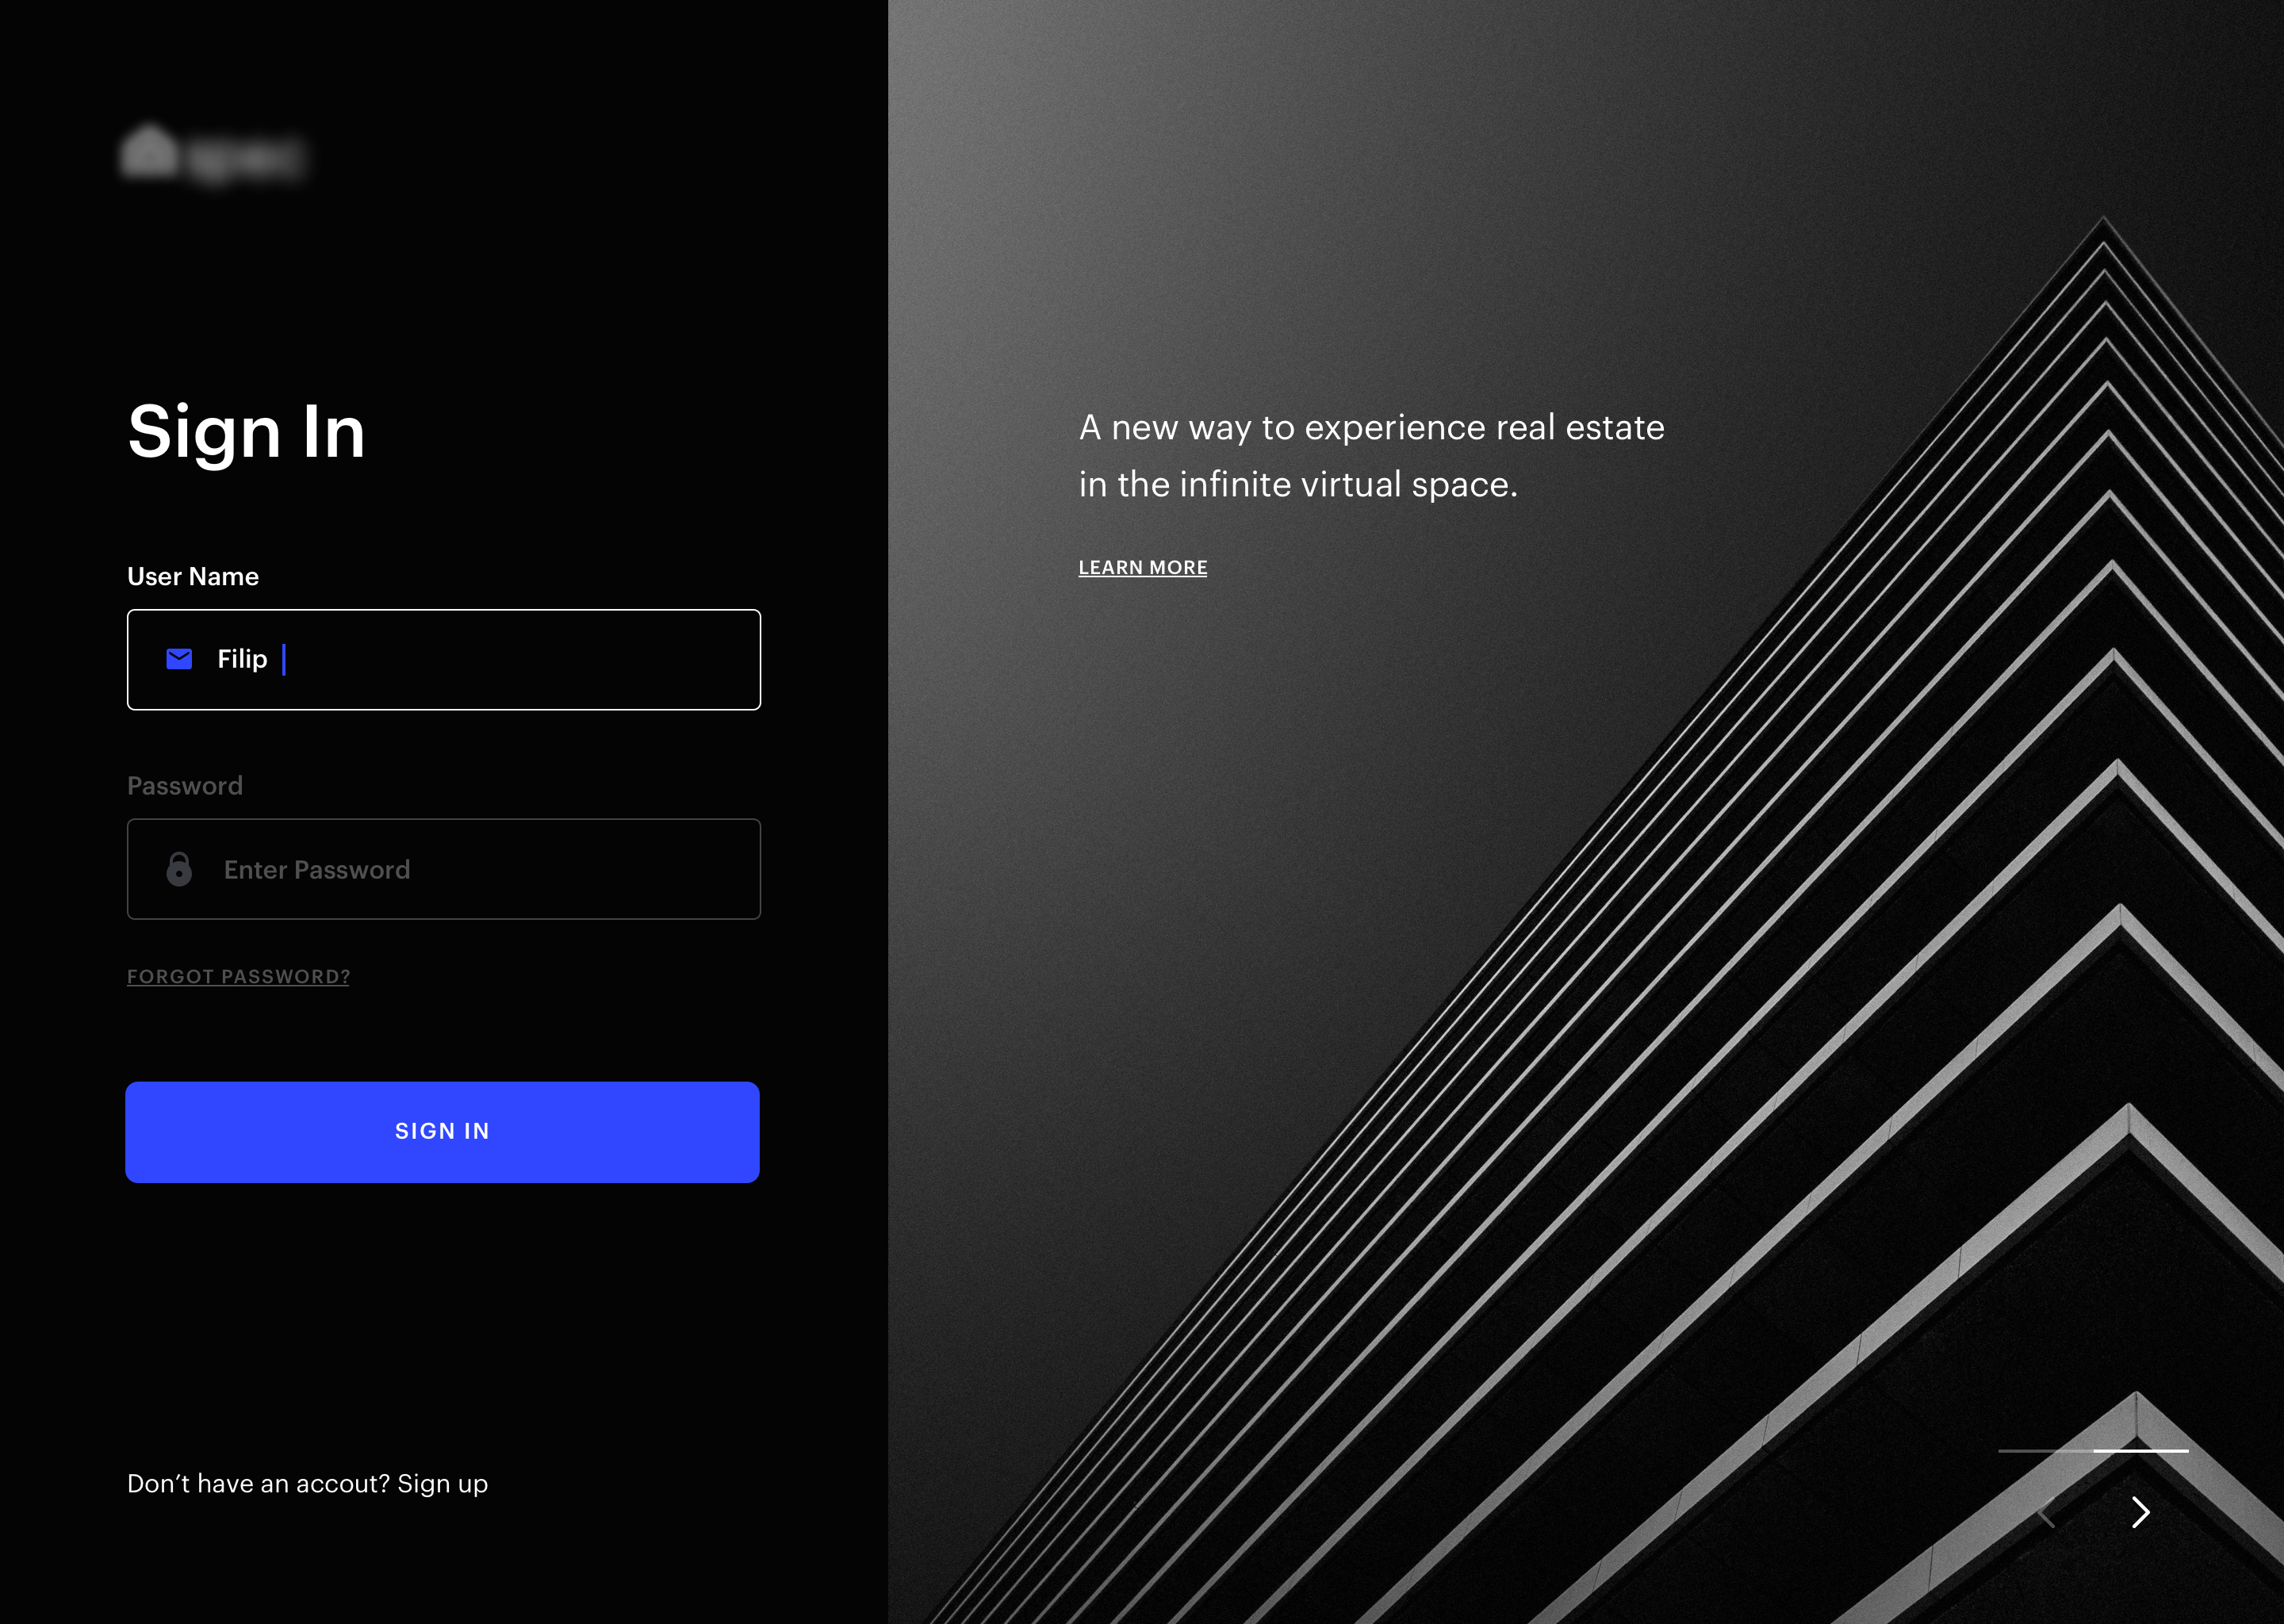 Sign In
User Name
Filip
Password
Enter Password
FORGOT PASSWORD?
SIGN IN
Don’t have an accout? Sign up
A new way to experience real estate
in the infinite virtual space.
LEARN MORE